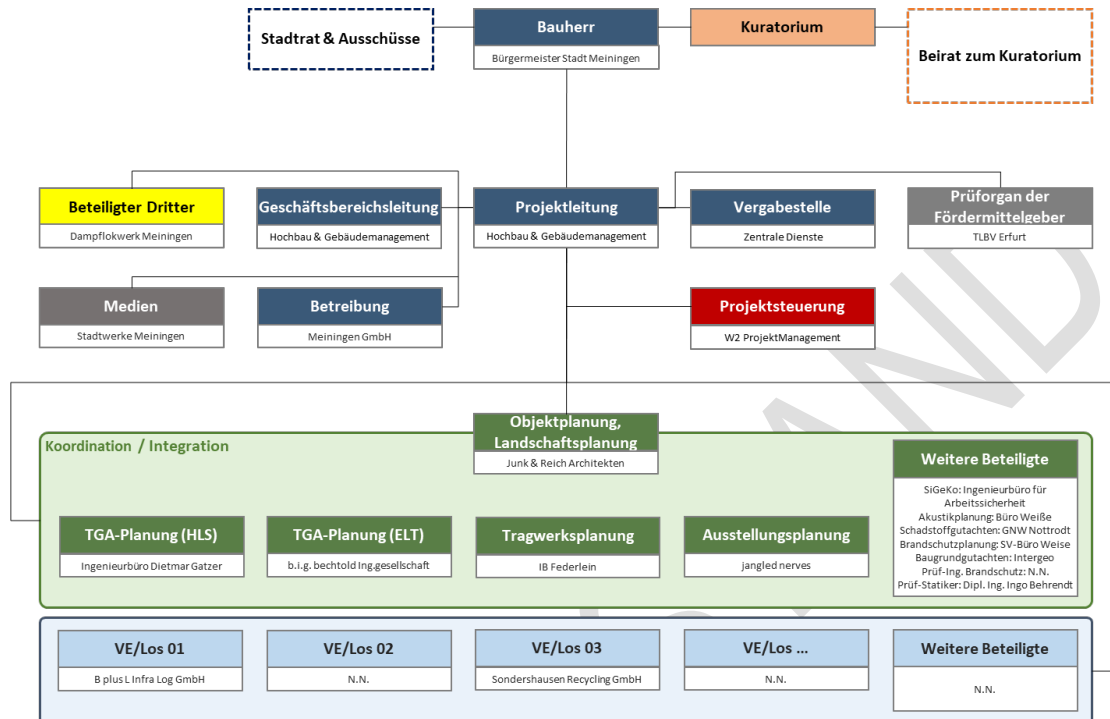 Stadtrat & Ausschüsse
Bauherr
Bürgermeister Stadt Meiningen
Kuratorium
Beirat zum Kuratorium
Beteiligter Dritter
Dampflokwerk Meiningen
Geschäftsbereichsleitung
Hochbau & Gebäudemanagement
Projektleitung
Hochbau & Gebäudemanagement
Vergabestelle
Zentrale Dienste
Prüforgan der
Fördermittelgeber
TLBV Erfurt
Medien
Stadtwerke Meiningen
Betreibung
Meiningen GmbH
Projektsteuerung
W2 ProjektManagement
Koordination / Integration
Objektplanung,
Landschaftsplanung
Junk & Reich Architekten
Weitere Beteiligte
SiGeKo: Ingenieurbüro für
Arbeitssicherheit
Akustikplanung: Büro Weiße
Schadstoffgutachten: GNW Nottrodt
Brandschutzplanung: SV-Büro Weise
Baugrundgutachten: Intergeo
Prüf-Ing. Brandschutz: N.N.
Prüf-Statiker: Dipl. Ing. Ingo Behrendt
TGA-Planung (HLS)
Ingenieurbüro Dietmar Gatzer
TGA-Planung (ELT)
b.i.g. bechtold Ing.gesellschaft
Tragwerksplanung
IB Federlein
Ausstellungsplanung
jangled nerves
VE/Los 01
B plus L Infra Log GmbH
VE/Los 02
N.N.
VE/Los 03
Sondershausen Recycling GmbH
VE/Los ...
N.N.
Weitere Beteiligte
N.N.